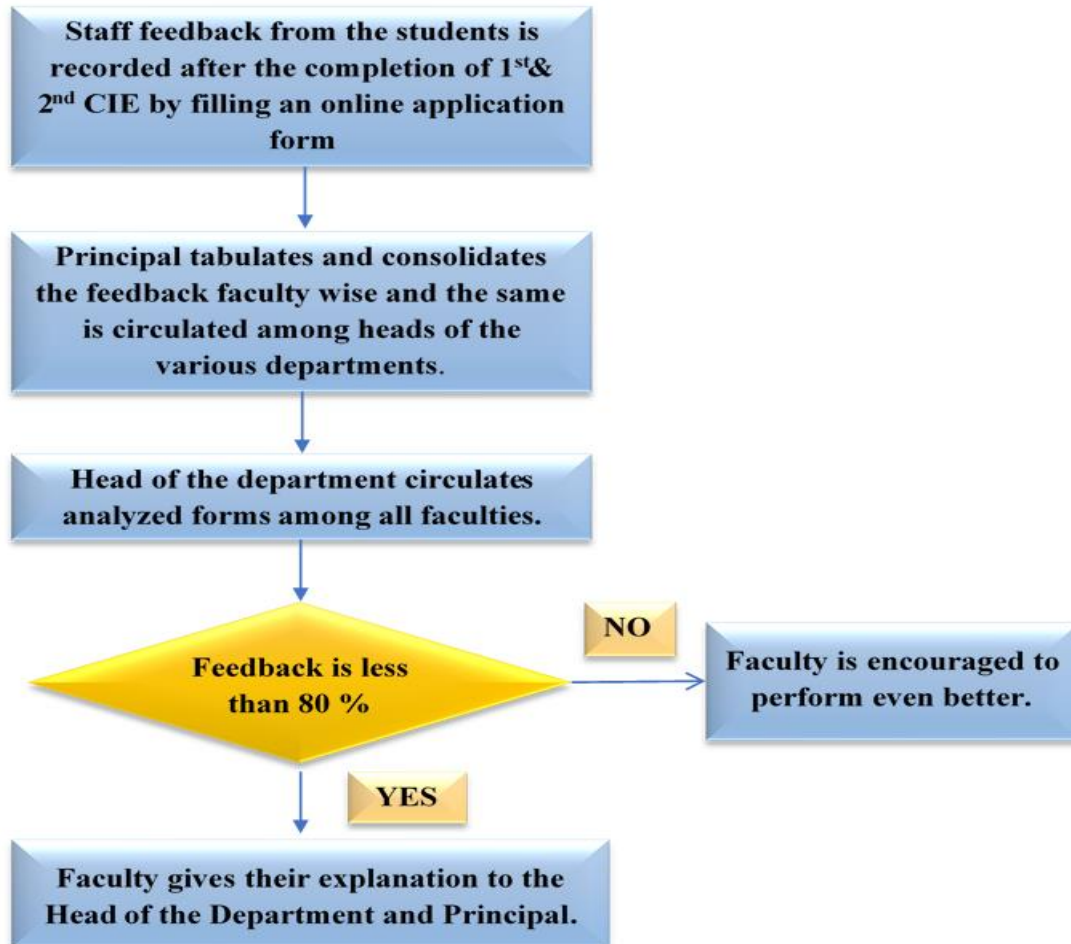 Staff feedback from the students is
recorded after the completion of 1st&
2nd CIE by filling an online application
form
Principal tabulates and consolidates
the feedback faculty wise and the same
is circulated among heads of the
various departments.
Head of the department circulates
analyzed forms among all faculties.
Feedback is less
than 80 %
NO
Faculty is encouraged to
perform even better.
YES
Faculty gives their explanation to the
Head of the Department and Principal.